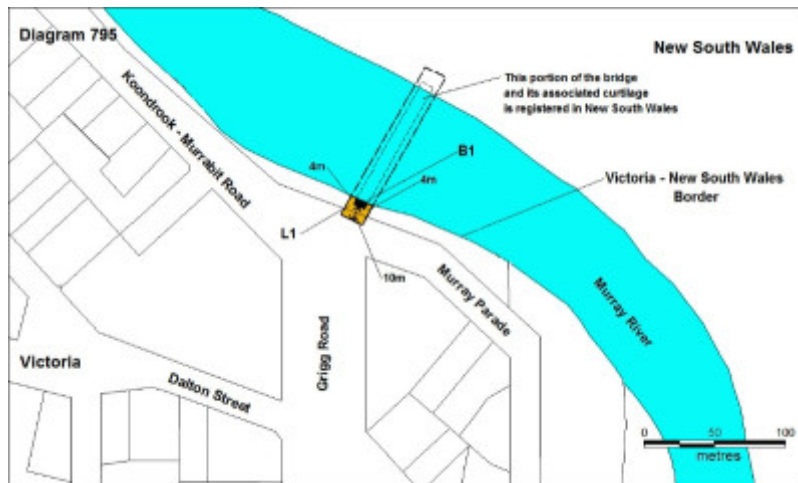 Diagram 795
New South Wales
This portion of the bridge
and its associated curtilage
is registered in New South Wales
Koondrook - Murrabit Road
B1
4m
4m
Victoria - New South Wales
Border
L1
10m
Murray Parade
Murray River
Grigg Road
Victoria
Dalton Street
0 50 100
metres